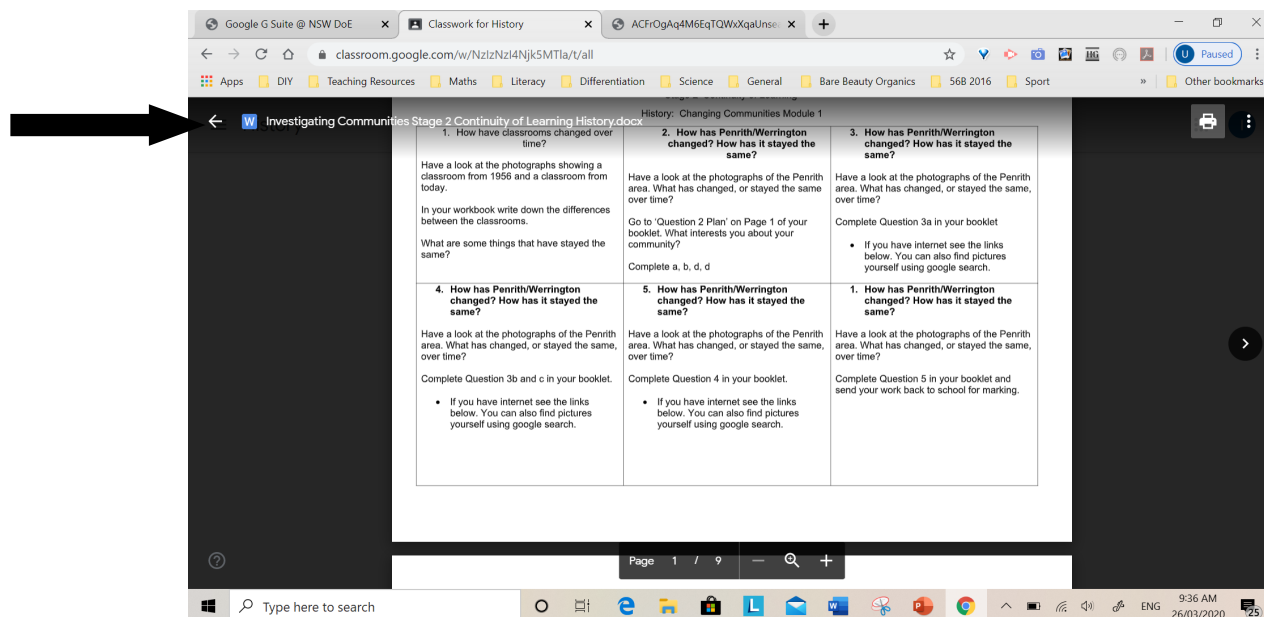 Google G Suite @ NSW DoE
Classwork for History
ACFrOgAq4M6EqTQWxXqaUnse
classroom.google.com/w/NzIzNzI4Njk5MTIa/t/all
U Paused
Apps DIY Teaching Resources Maths Literacy Differentiation Science General Bare Beauty Organics 56B 2016 Sport » Other bookmarks
W Investigating Communities Stage 2 Continuity of Learning History.docx
History: Changing Communities Module 1
1. How have classrooms changed over
time?
Have a look at the photographs showing a
classroom from 1956 and a classroom from
today.
In your workbook write down the differences
between the classrooms.
What are some things that have stayed the
same?
2. How has Penrith/Werrington
changed? How has it stayed the
same?
Have a look at the photographs of the Penrith
area. What has changed, or stayed the same
over time?
Go to 'Question 2 Plan' on Page 1 of your
booklet. What interests you about your
community?
Complete a, b, d, d
3. How has Penrith/Werrington
changed? How has it stayed the
same?
Have a look at the photographs of the Penrith
area. What has changed, or stayed the same,
over time?
Complete Question 3a in your booklet
• If you have internet see the links
below. You can also find pictures
yourself using google search.
4. How has Penrith/Werrington
changed? How has it stayed the
same?
Have a look at the photographs of the Penrith
area. What has changed, or stayed the same,
over time?
Complete Question 3b and c in your booklet.
• If you have internet see the links
below. You can also find pictures
yourself using google search.
5. How has Penrith/Werrington
changed? How has it stayed the
same?
Have a look at the photographs of the Penrith
area. What has changed, or stayed the same,
over time?
Complete Question 4 in your booklet.
• If you have internet see the links
below. You can also find pictures
yourself using google search.
1. How has Penrith/Werrington
changed? How has it stayed the
same?
Have a look at the photographs of the Penrith
area. What has changed, or stayed the same,
over time?
Complete Question 5 in your booklet and
send your work back to school for marking.
Page 1 / 9
Type here to search
ENG
9:36 AM
26/03/2020
25